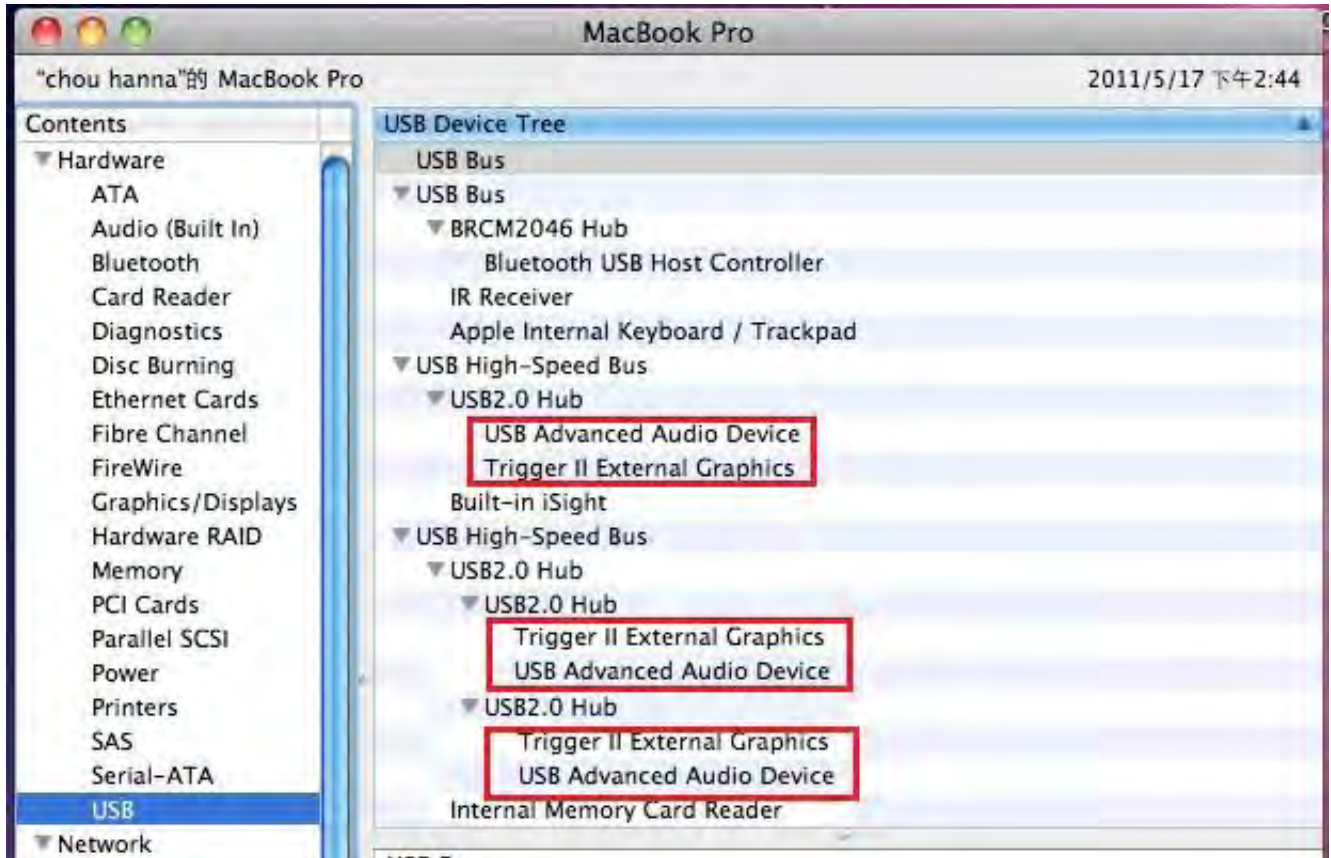 MacBook Pro
"chou hanna"的 MacBook Pro
2011/5/17 下午2:44
Contents
Hardware
ATA
Audio (Built In)
Bluetooth
Card Reader
Diagnostics
Disc Burning
Ethernet Cards
Fibre Channel
FireWire
Graphics/Displays
Hardware RAID
Memory
PCI Cards
Parallel SCSI
Power
Printers
SAS
Serial-ATA
USB
Network
USB Device Tree
USB Bus
USB Bus
BRCM2046 Hub
Bluetooth USB Host Controller
IR Receiver
Apple Internal Keyboard / Trackpad
USB High-Speed Bus
USB2.0 Hub
USB Advanced Audio Device
Trigger II External Graphics
Built-in iSight
USB High-Speed Bus
USB2.0 Hub
USB2.0 Hub
Trigger II External Graphics
USB Advanced Audio Device
USB2.0 Hub
Trigger II External Graphics
USB Advanced Audio Device
Internal Memory Card Reader